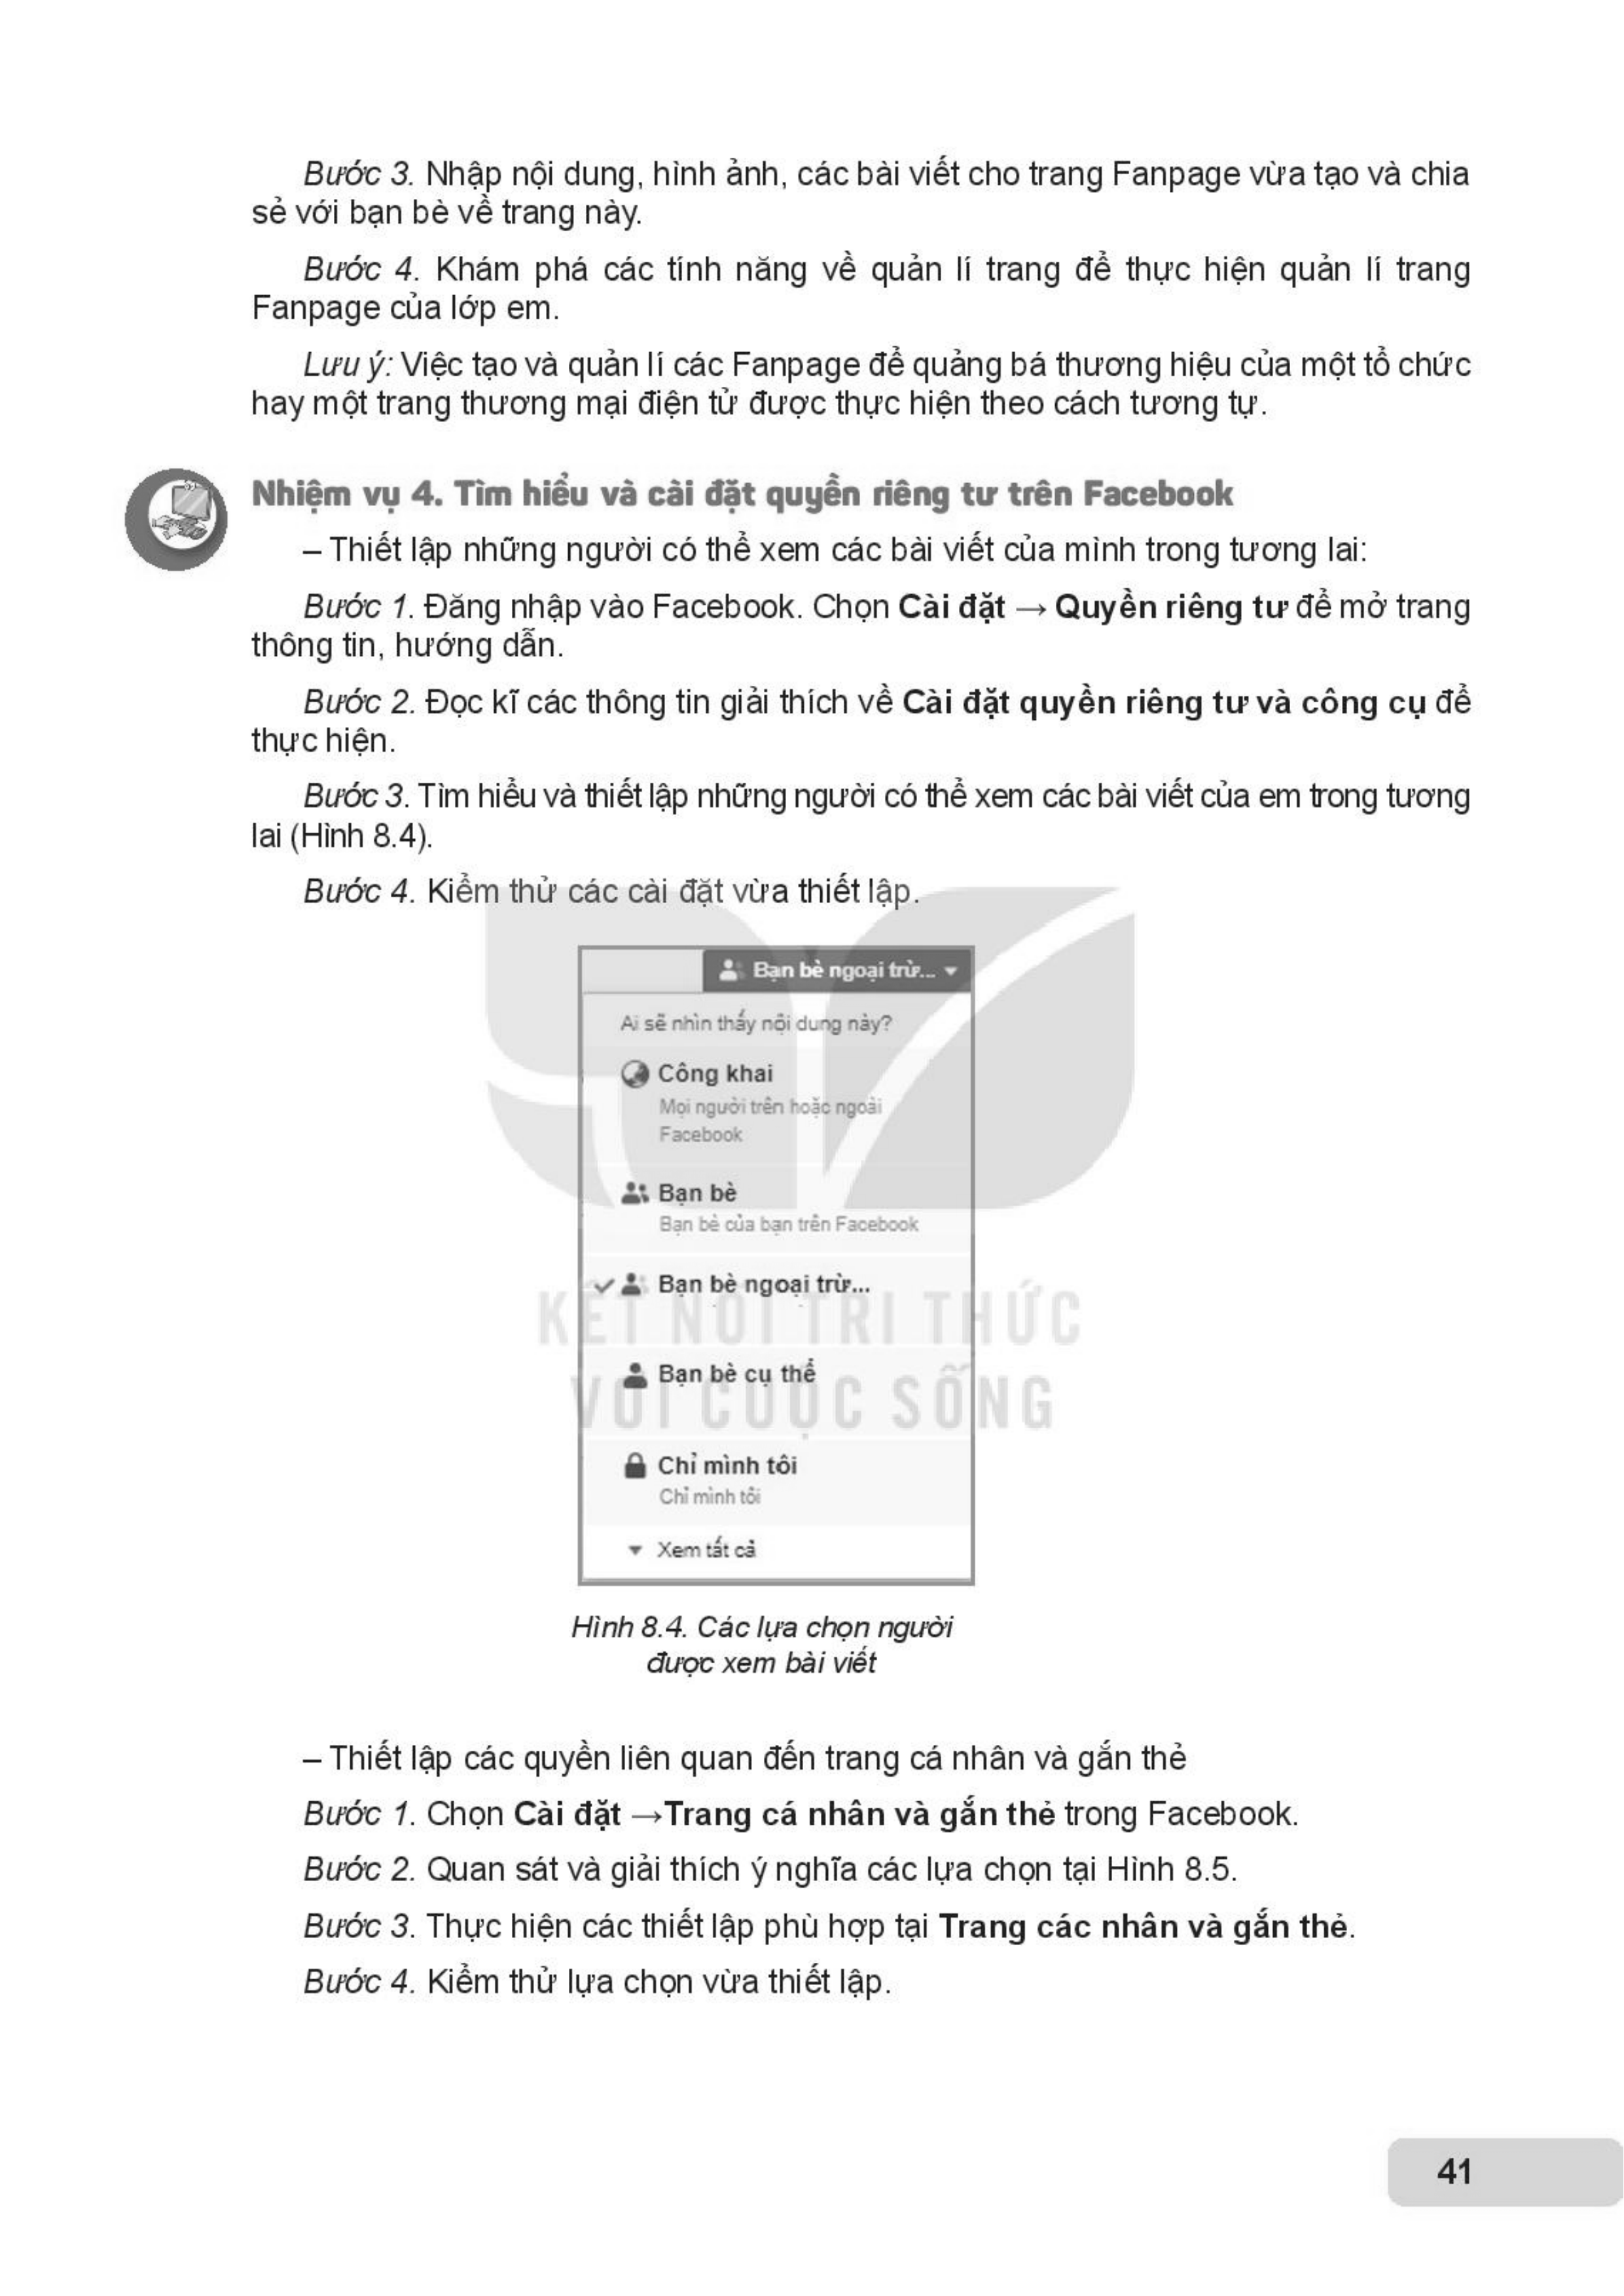 Bước 3. Nhập nội dung, hình ảnh, các bài viết cho trang Fanpage vừa tạo và chia
sẻ với bạn bè về trang này.
Bước 4. Khám phá các tính năng về quản lí trang để thực hiện quản lí trang
Fanpage của lớp em.
Lưu ý: Việc tạo và quản lí các Fanpage để quảng bá thương hiệu của một tổ chức
hay một trang thương mại điện tử được thực hiện theo cách tương tự.
Nhiệm vụ 4. Tìm hiểu và cài đặt quyền riêng tư trên Facebook
– Thiết lập những người có thể xem các bài viết của mình trong tương lai:
Bước 1. Đăng nhập vào Facebook. Chọn Cài đặt → Quyền riêng tư để mở trang
thông tin, hướng dẫn.
Bước 2. Đọc kĩ các thông tin giải thích về Cài đặt quyền riêng tư và công cụ để
thực hiện.
Bước 3. Tìm hiểu và thiết lập những người có thể xem các bài viết của em trong tương
lai (Hình 8.4).
Bước 4. Kiểm thử các cài đặt vừa thiết lập.
Bạn bè ngoại trừ...
Ai sẽ nhìn thấy nội dung này?
Công khai
Mọi người trên hoặc ngoài
Facebook
Bạn bè
Bạn bè của bạn trên Facebook
Bạn bè ngoại trừ...
KẾT NỐI TRI THỨC
Bạn bè cụ thể
VỚI CUỘC SỐNG
Chỉ mình tôi
Chỉ mình tôi
Xem tất cả
Hình 8.4. Các lựa chọn người
được xem bài viết
– Thiết lập các quyền liên quan đến trang cá nhân và gắn thẻ
Bước 1. Chọn Cài đặt →Trang cá nhân và gắn thẻ trong Facebook.
Bước 2. Quan sát và giải thích ý nghĩa các lựa chọn tại Hình 8.5.
Bước 3. Thực hiện các thiết lập phù hợp tại Trang các nhân và gắn thẻ.
Bước 4. Kiểm thử lựa chọn vừa thiết lập.
41